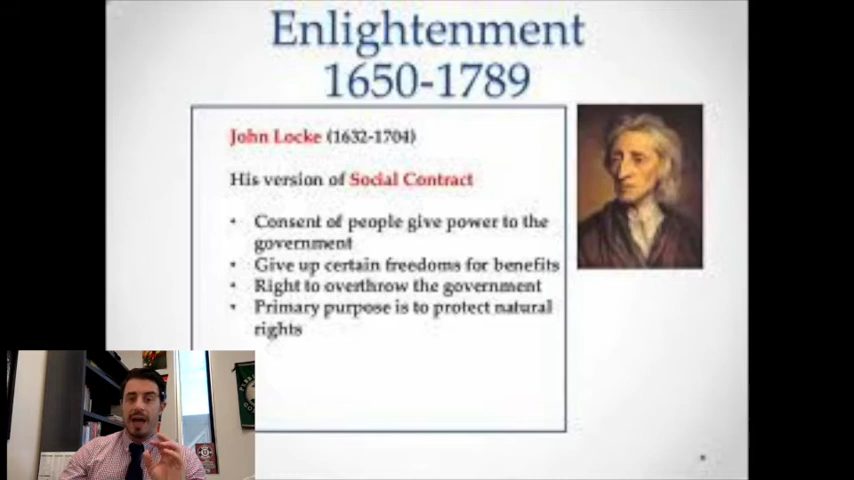 Enlightenment
1650-1789
John Locke (1632-1704)
His version of Social Contract
• Consent of people give power to the
government
• Give up certain freedoms for benefits
• Right to overthrow the government
• Primary purpose is to protect natural
rights